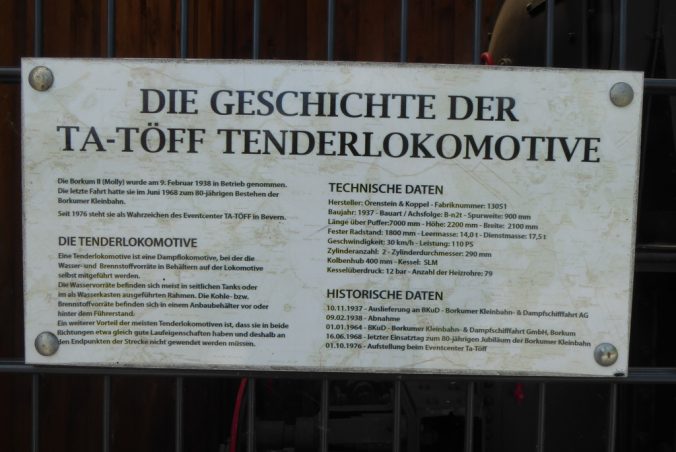 DIE GESCHICHTE DER
TA-TÖFF TENDERLOKOMOTIVE
Die Borkum II (Molly) wurde am 9. Februar 1938 in Betrieb genommen.
Die letzte Fahrt hatte sie im Juni 1968 zum 80-jährigen Bestehen der
Borkumer Kleinbahn.
Seit 1976 steht sie als Wahrzeichen des Eventcenter TA-TÖFF in Bevern.
DIE TENDERLOKOMOTIVE
Eine Tenderlokomotive ist eine Dampflokomotive, bei der die
Wasser- und Brennstoffvorräte in Behältern auf der Lokomotive
selbst mitgeführt werden.
Die Wasservorräte befinden sich meist in seitlichen Tanks oder
im als Wasserkasten ausgeführten Rahmen. Die Kohle- bzw.
Brennstoffvorräte befinden sich in einem Anbaubehälter vor oder
hinter dem Führerstand.
Ein weiterer Vorteil der meisten Tenderlokomotiven ist, dass sie in beide
Richtungen etwa gleich gute Laufeigenschaften haben und deshalb an
den Endpunkten der Strecke nicht gewendet werden müssen.
TECHNISCHE DATEN
Hersteller: Orenstein & Koppel - Fabriknummer: 13051
Baujahr: 1937 - Bauart / Achsfolge: B-n2t - Spurweite: 900 mm
Länge über Puffer:7000 mm - Höhe: 2200 mm - Breite: 2100 mm
Fester Radstand: 1800 mm - Leermasse: 14,0 t - Dienstmasse: 17,5 t
Geschwindigkeit: 30 km/h - Leistung: 110 PS
Zylinderanzahl: 2 - Zylinderdurchmesser: 290 mm
Kolbenhub 400 mm - Kessel: SLM
Kesselüberdruck: 12 bar - Anzahl der Heizrohre: 79
HISTORISCHE DATEN
10.11.1937 - Auslieferung an BKuD - Borkumer Kleinbahn- & Dampfschifffahrt AG
09.02.1938 - Abnahme
01.01.1964 - BKuD - Borkumer Kleinbahn- & Dampfschifffahrt GmbH, Borkum
16.06.1968 - letzter Einsatztag zum 80-jährigen Jubiläum der Borkumer Kleinbahn
01.10.1976 - Aufstellung beim Eventcenter Ta-Töff